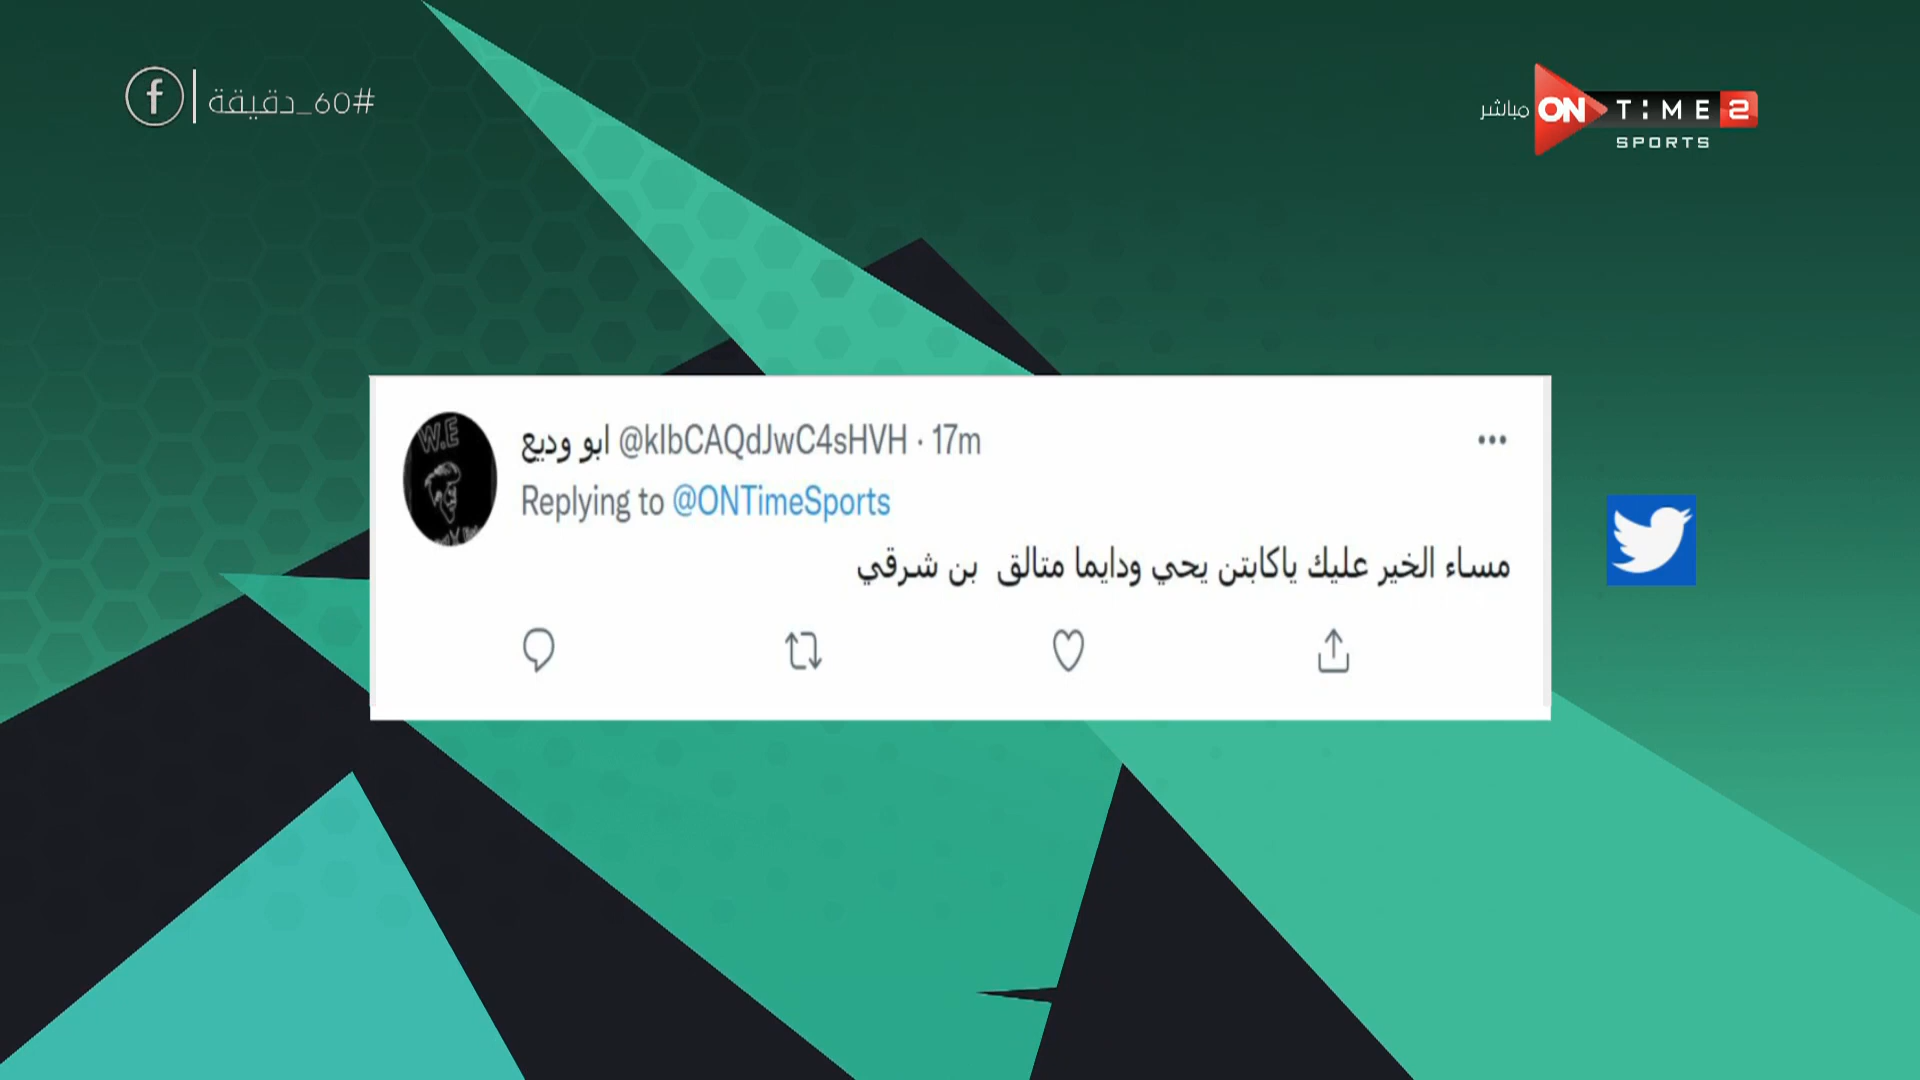 #60_دقيقة
مباشر ON TIME 2
SPORTS
ابو وديع @klbCAQdJwC4sHVH · 17m
Replying to @ONTimeSports
مساء الخير عليك ياكابتن يحي ودايما متالق  بن شرقي
W.E